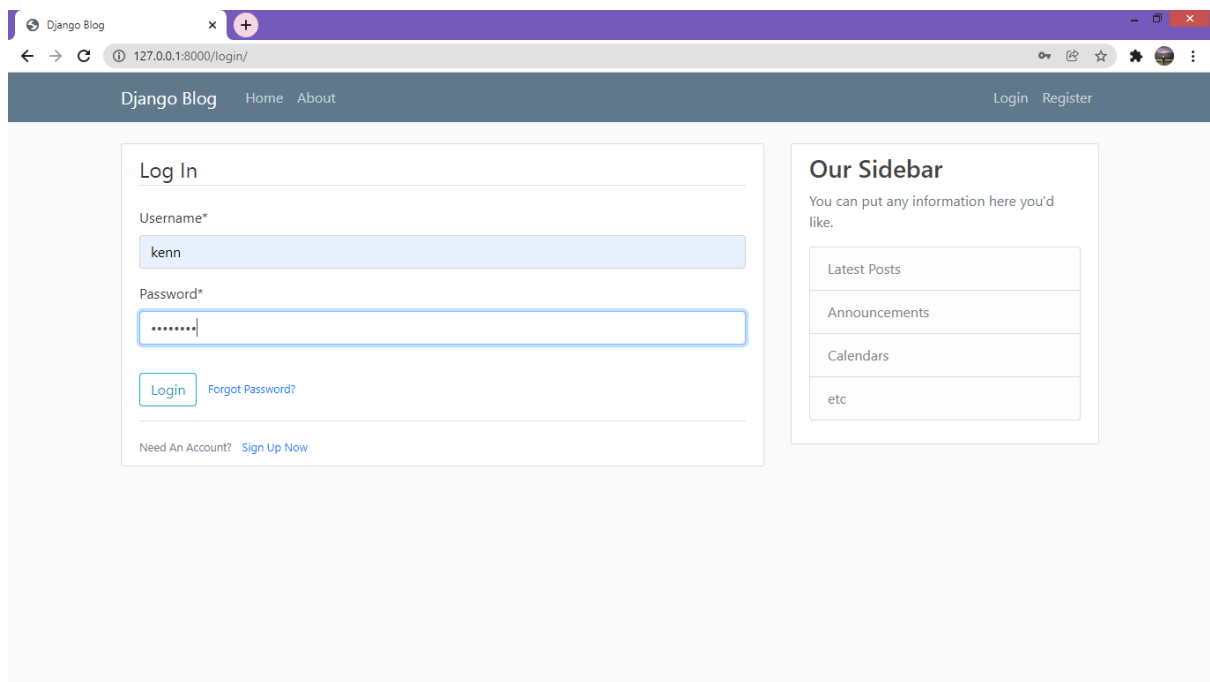 Django Blog
127.0.0.1:8000/login/
Django Blog Home About Login Register
Log In
Username*
kenn
Password*
••••••••
Login Forgot Password?
Need An Account? Sign Up Now
Our Sidebar
You can put any information here you'd
like.
Latest Posts
Announcements
Calendars
etc